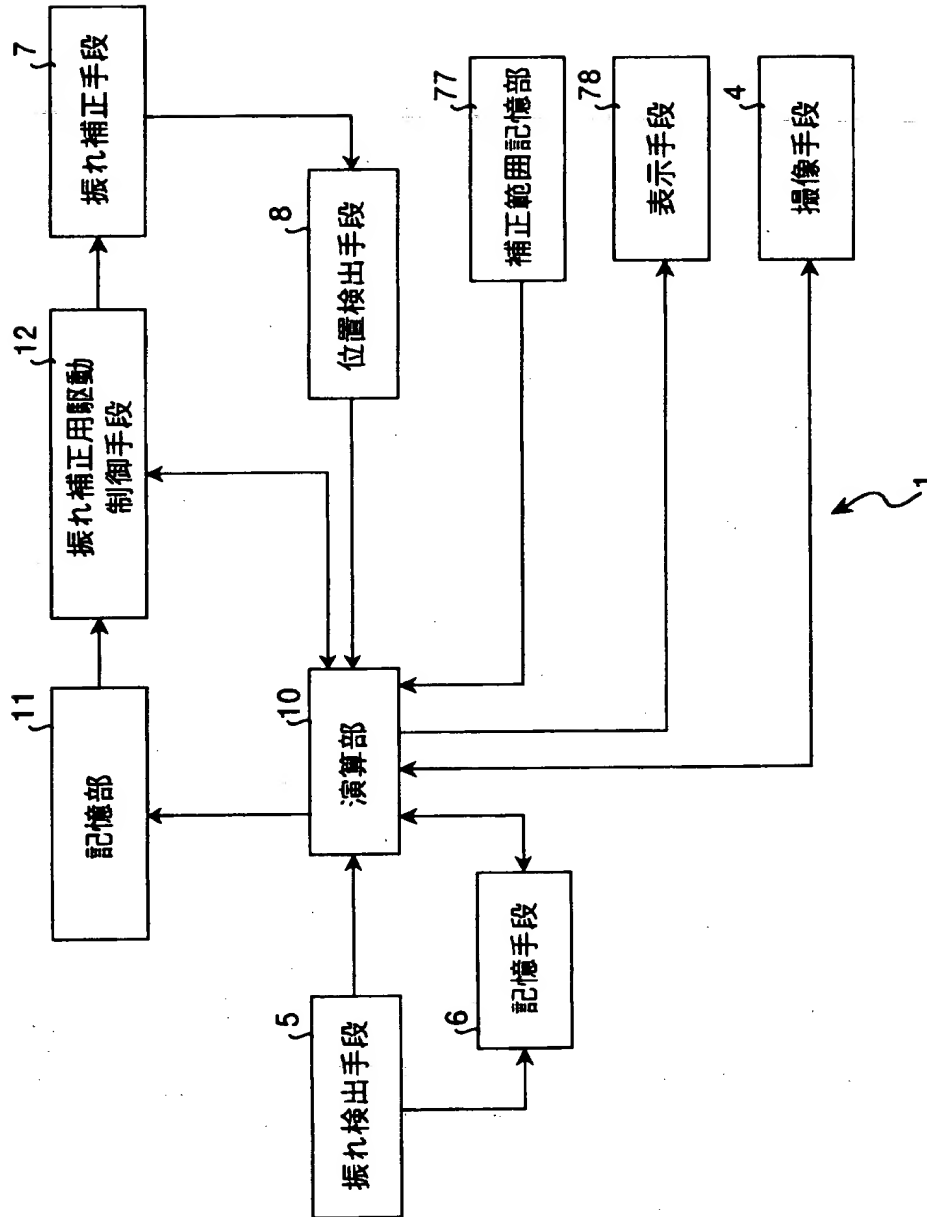 5
振れ検出手段
6
記憶手段
10
演算部
11
記憶部
12
振れ補正用駆動
制御手段
7
振れ補正手段
8
位置検出手段
77
補正範囲記憶部
78
表示手段
4
撮像手段
1